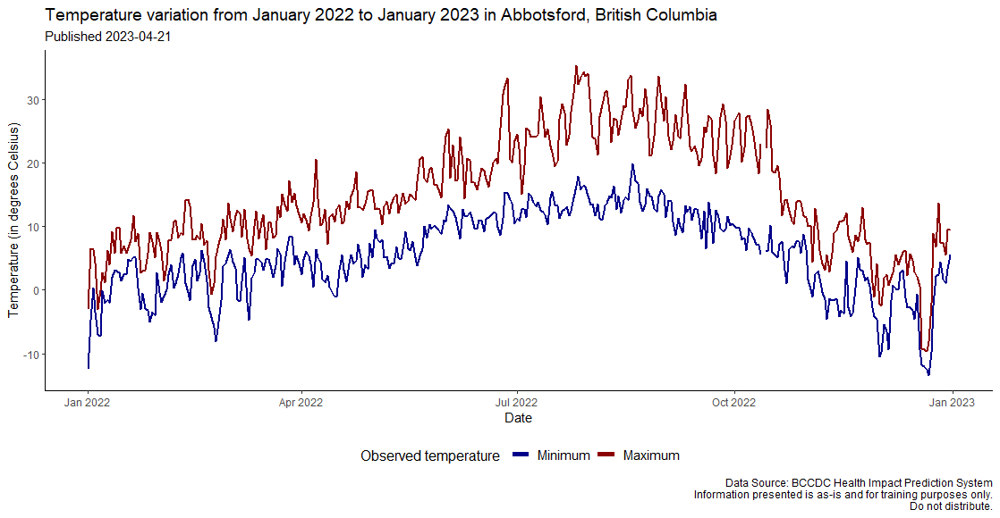 Temperature variation from January 2022 to January 2023 in Abbotsford, British Columbia
Published 2023-04-21
Temperature (in degrees Celsius)
30
20
10
0
-10
Jan 2022 Apr 2022 Jul 2022 Oct 2022 Jan 2023
Date
Observed temperature Minimum Maximum
Data Source: BCCDC Health Impact Prediction System
Information presented is as-is and for training purposes only.
Do not distribute.